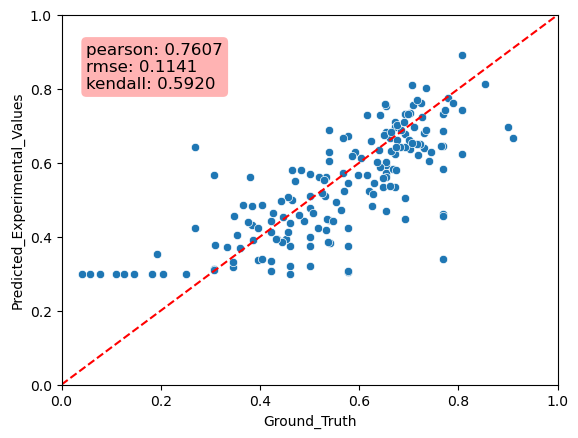 1.0
0.8
0.6
0.4
0.2
0.0
Predicted_Experimental_Values
pearson: 0.7607
rmse: 0.1141
kendall: 0.5920
0.0 0.2 0.4 0.6 0.8 1.0
Ground_Truth